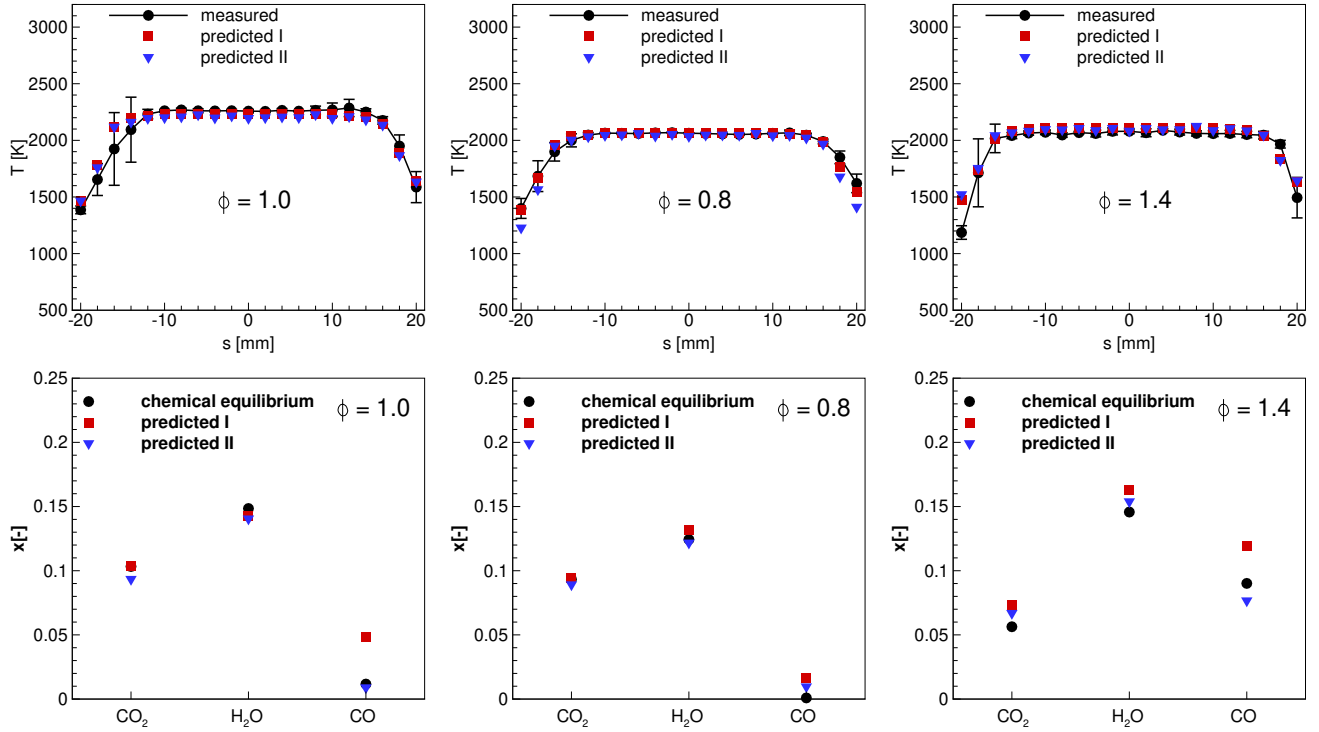 3000
2500
2000
1500
1000
500
T [K]
measured
predicted I
predicted II
ϕ = 1.0
-20
-10
0
10
20
s [mm]
3000
2500
2000
1500
1000
500
T [K]
measured
predicted I
predicted II
ϕ = 0.8
-20
-10
0
10
20
s [mm]
3000
2500
2000
1500
1000
500
T [K]
measured
predicted I
predicted II
ϕ = 1.4
-20
-10
0
10
20
s [mm]
0.25
0.2
0.15
0.1
0.05
0
x[-]
chemical equilibrium
predicted I
predicted II
ϕ = 1.0
CO₂
H₂O
CO
0.25
0.2
0.15
0.1
0.05
0
x[-]
chemical equilibrium
predicted I
predicted II
ϕ = 0.8
CO₂
H₂O
CO
0.25
0.2
0.15
0.1
0.05
0
x[-]
chemical equilibrium
predicted I
predicted II
ϕ = 1.4
CO₂
H₂O
CO